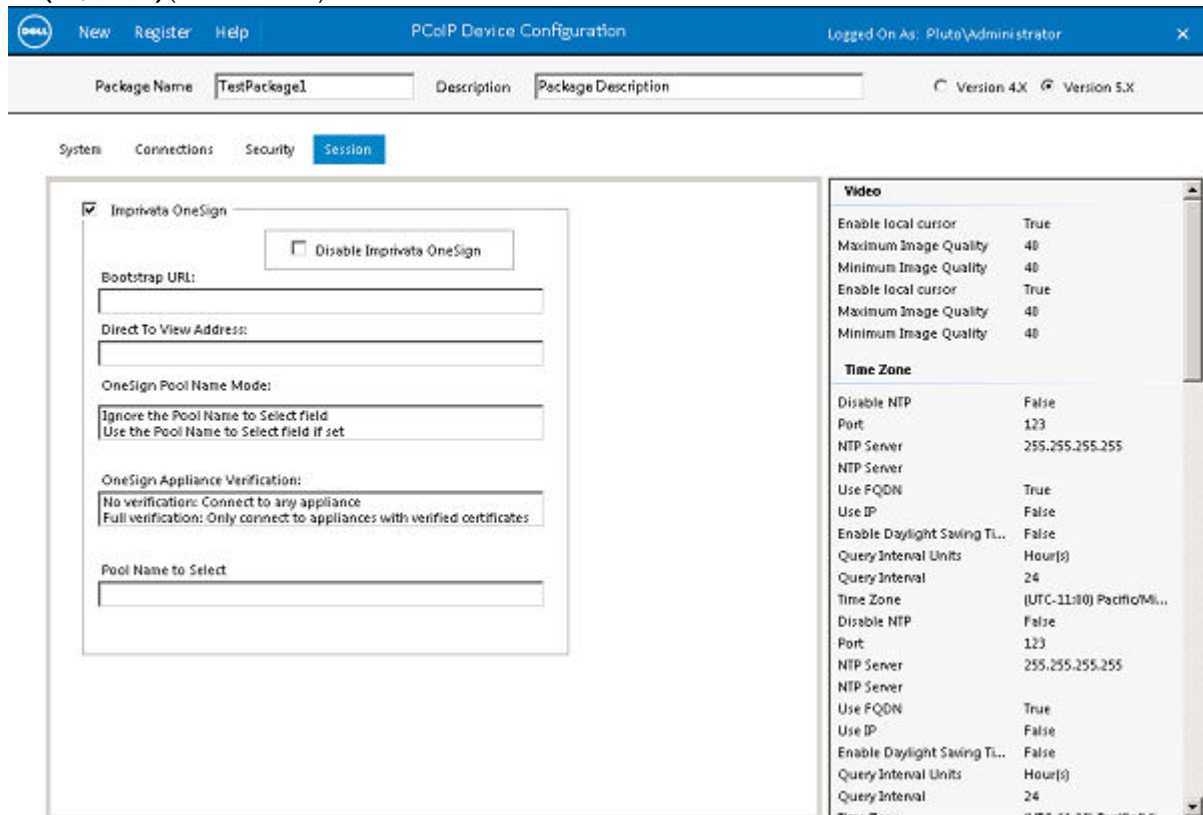 DELL New Register Help PCoIP Device Configuration Logged On As: Pluto\Administrator ×
Package Name TestPackage1 Description Package Description Version 4.X Version 5.X
System Connections Security Session
Imprivata OneSign
Disable Imprivata OneSign
Bootstrap URL:
Direct To View Address:
OneSign Pool Name Mode:
Ignore the Pool Name to Select field
Use the Pool Name to Select field if set
OneSign Appliance Verification:
No verification: Connect to any appliance
Full verification: Only connect to appliances with verified certificates
Pool Name to Select
Video
Enable local cursor True
Maximum Image Quality 40
Minimum Image Quality 40
Enable local cursor True
Maximum Image Quality 40
Minimum Image Quality 40
Time Zone
Disable NTP False
Port 123
NTP Server 255.255.255.255
NTP Server
Use FQDN True
Use IP False
Enable Daylight Saving Ti... False
Query Interval Units Hour(s)
Query Interval 24
Time Zone (UTC-11:00) Pacific/Mi...
Disable NTP False
Port 123
NTP Server 255.255.255.255
NTP Server
Use FQDN True
Use IP False
Enable Daylight Saving Ti... False
Query Interval Units Hour(s)
Query Interval 24